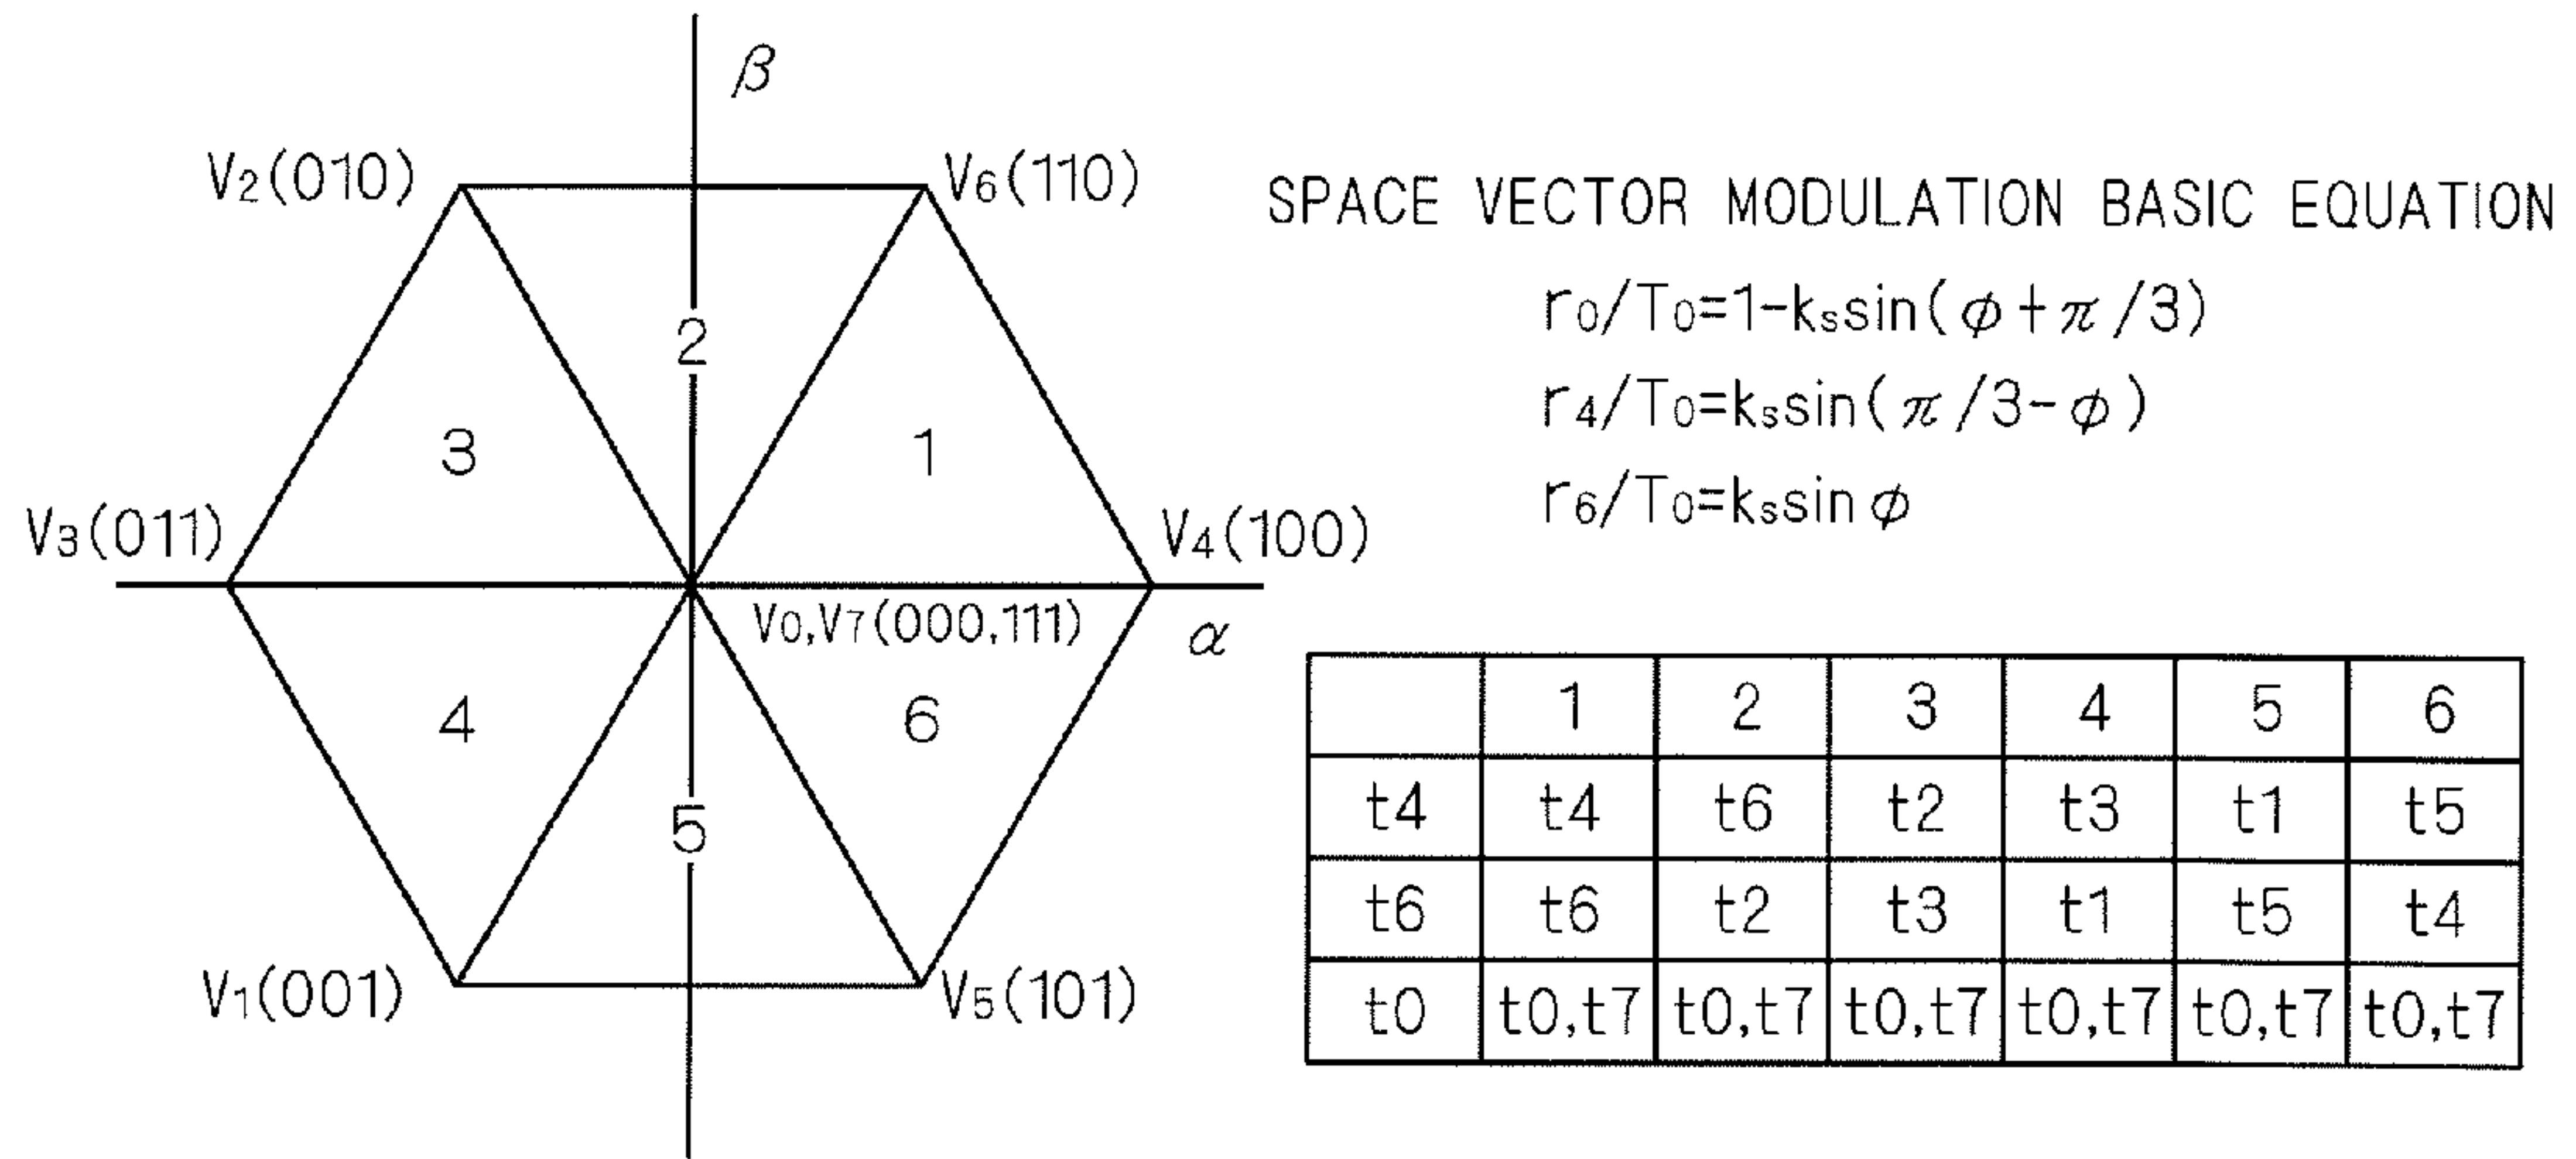 β
V2(010)
V6(110)
2
3
1
V3(011)
V4(100)
V0,V7(000,111)
α
4
6
5
V1(001)
V5(101)
SPACE VECTOR MODULATION BASIC EQUATION
r0/T0=1-kssin(φ+π/3)
r4/T0=kssin(π/3-φ)
r6/T0=kssinφ
1 2 3 4 5 6
t4 t4 t6 t2 t3 t1 t5
t6 t6 t2 t3 t1 t5 t4
t0 t0,t7 t0,t7 t0,t7 t0,t7 t0,t7 t0,t7